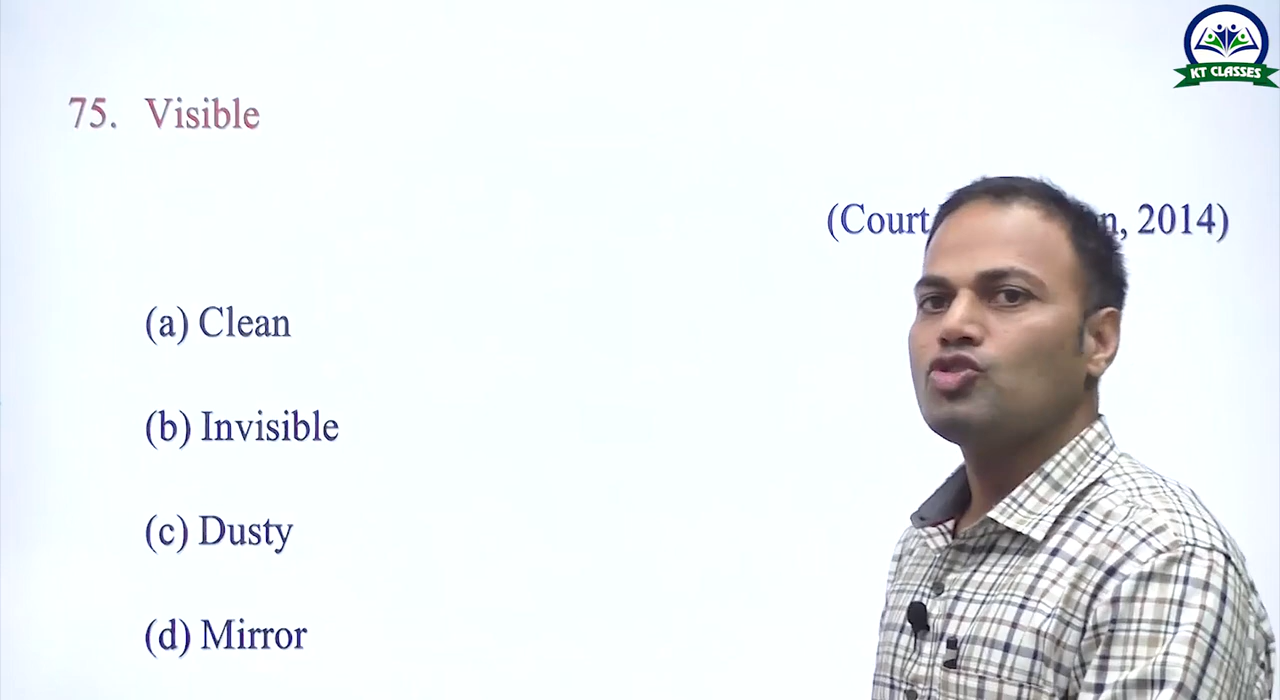 KT CLASSES
75. Visible
(Court n, 2014)
(a) Clean
(b) Invisible
(c) Dusty
(d) Mirror